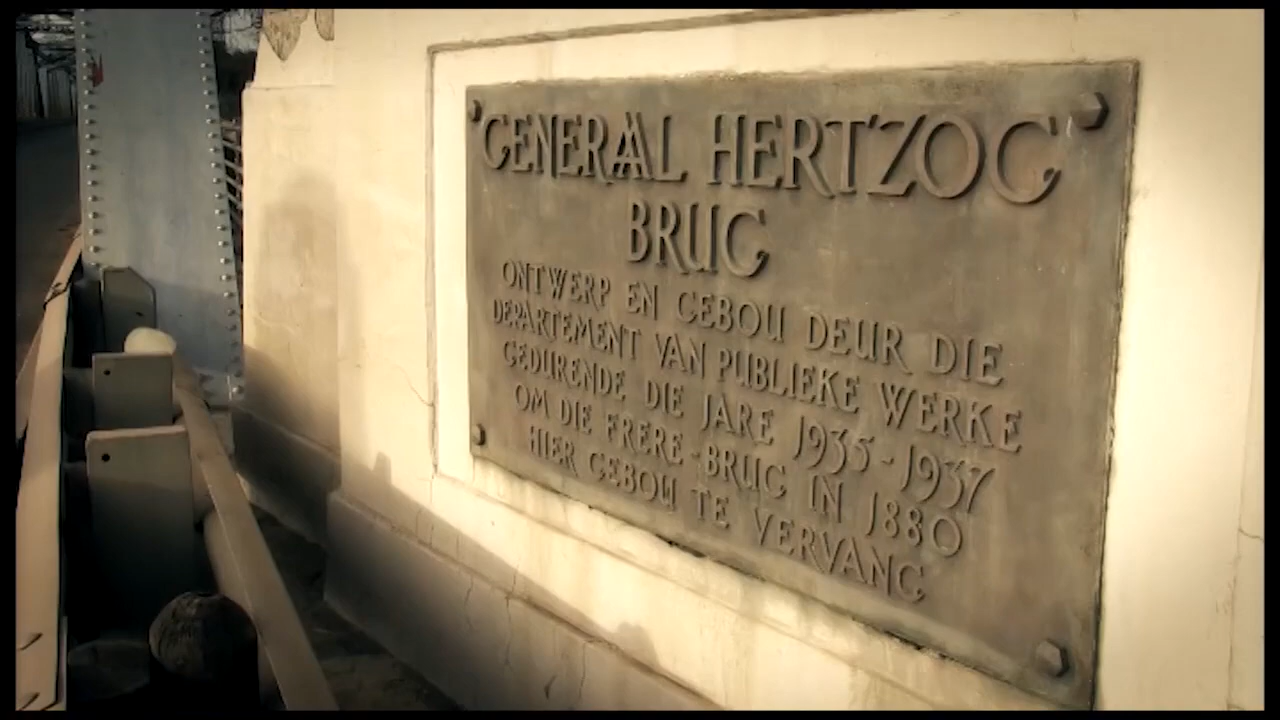 "GENERAAL HERTZOG"
BRUG
ONTWERP EN GEBOU DEUR DIE
DEPARTEMENT VAN PUBLIEKE WERKE
GEDURENDE DIE JARE 1935-1937
OM DIE FRERE-BRUG IN 1880
HIER GEBOU TE VERVANG